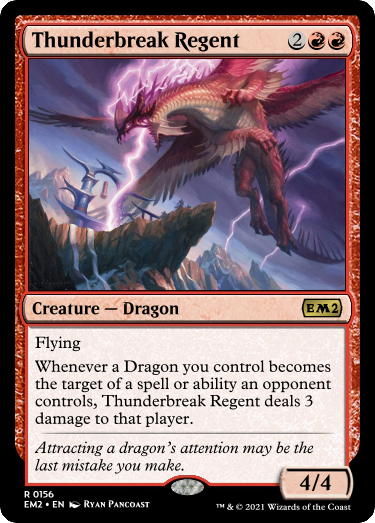 Thunderbreak Regent 2
Creature — Dragon EM2
Flying
Whenever a Dragon you control becomes
the target of a spell or ability an opponent
controls, Thunderbreak Regent deals 3
damage to that player.
Attracting a dragon's attention may be the
last mistake you make.
4/4
R 0156
EM2 • EN Ryan Pancoast
™ & © 2021 Wizards of the Coast